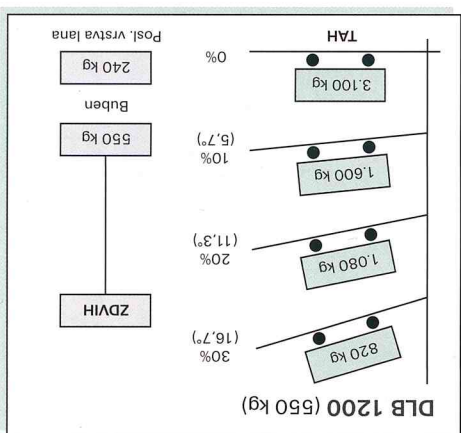 DLB 1200 (550 kg)
820 kg
30%
(16,7°)
1.080 kg
20%
(11,3°)
1.600 kg
10%
(5,7°)
3.100 kg
0%
TAH
ZDVIH
550 kg
Buben
240 kg
Posl. vrstva lana